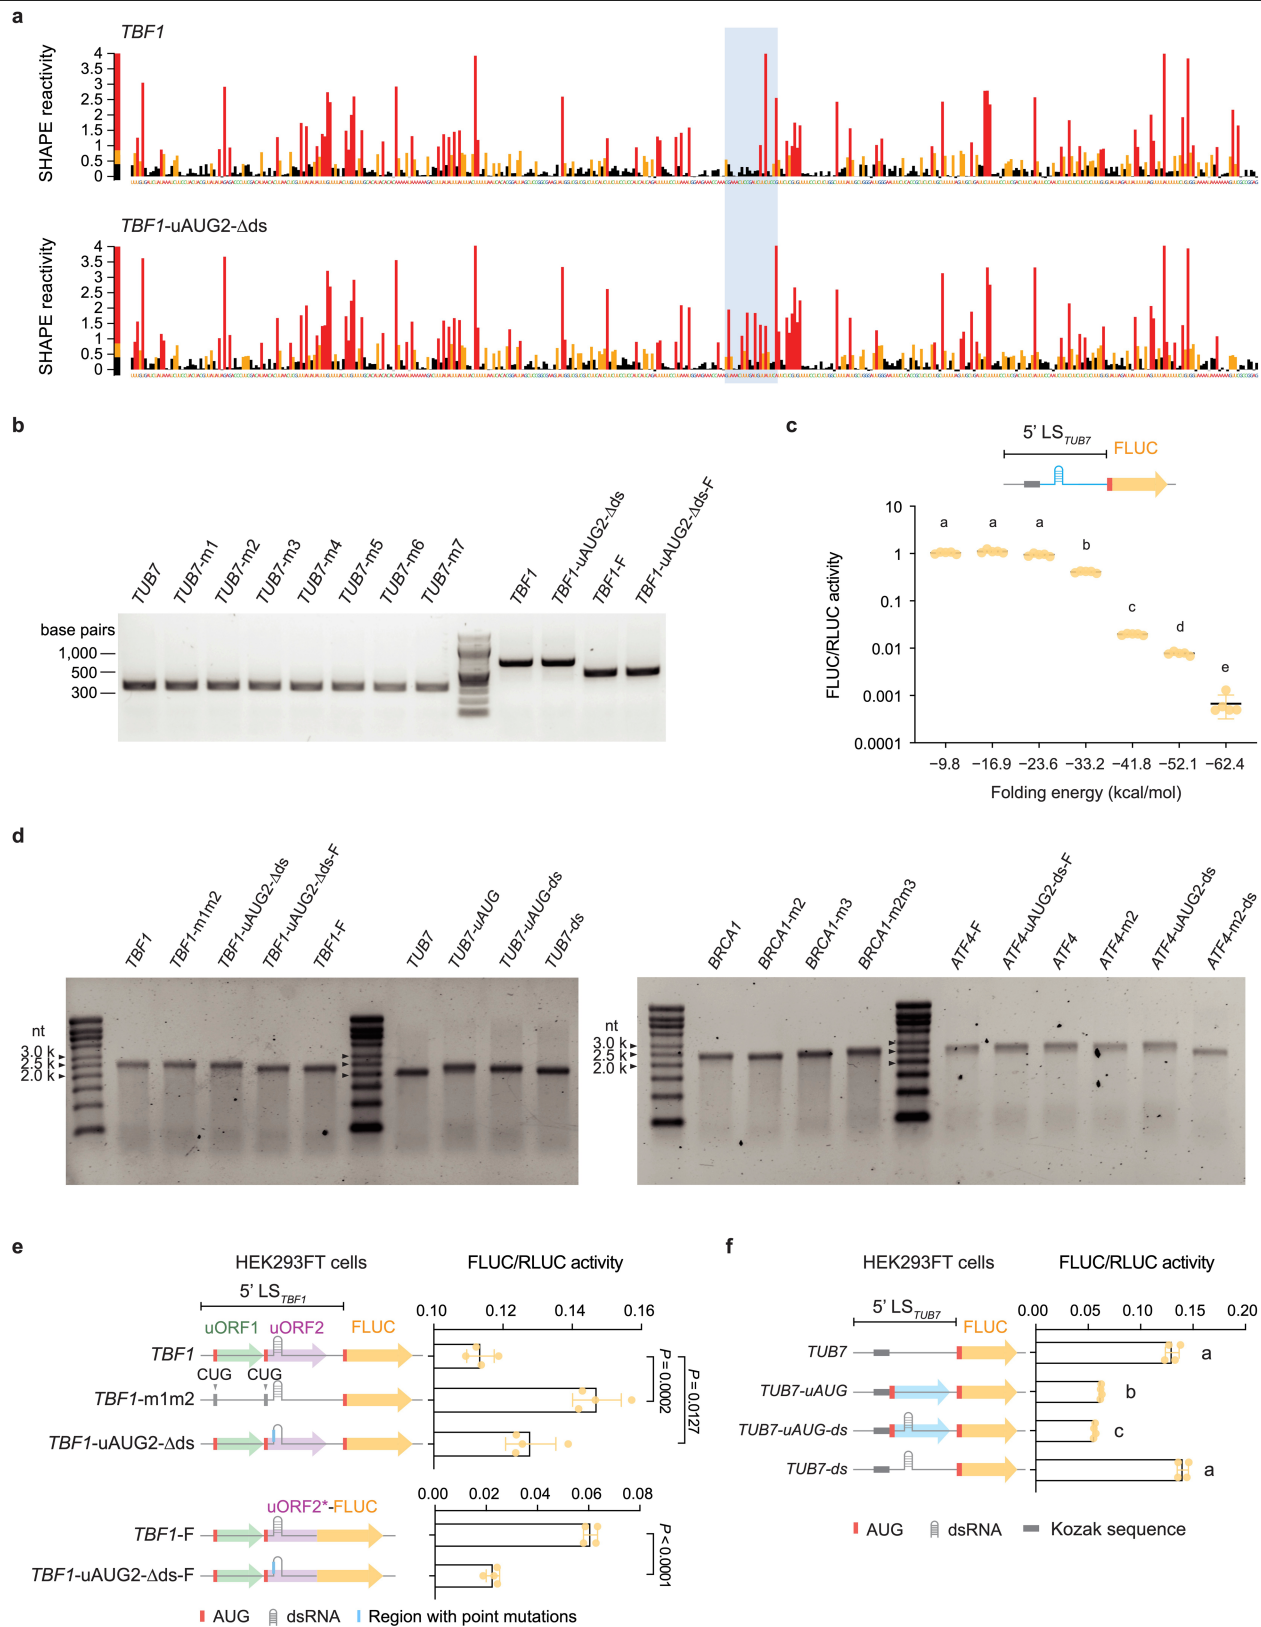 a
TBF1
SHAPE reactivity
4
3.5
3
2.5
2
1.5
1
0.5
0
TBF1-uAUG2-Δds
SHAPE reactivity
4
3.5
3
2.5
2
1.5
1
0.5
0
b
TUB7
TUB7-m1
TUB7-m2
TUB7-m3
TUB7-m4
TUB7-m5
TUB7-m6
TUB7-m7
TBF1
TBF1-uAUG2-Δds
TBF1-F
TBF1-uAUG2-Δds-F
base pairs
1,000
500
300
c
5' LS TUB7
FLUC
FLUC/RLUC activity
10
1
0.1
0.01
0.001
0.0001
a a a b c d e
−9.8 −16.9 −23.6 −33.2 −41.8 −52.1 −62.4
Folding energy (kcal/mol)
d
TBF1
TBF1-m1m2
TBF1-uAUG2-Δds
TBF1-uAUG2-Δds-F
TBF1-F
TUB7
TUB7-uAUG
TUB7-uAUG-ds
TUB7-ds
nt
3.0 k
2.5 k
2.0 k
BRCA1
BRCA1-m2
BRCA1-m3
BRCA1-m2m3
ATF4-F
ATF4-uAUG2-ds-F
ATF4
ATF4-m2
ATF4-uAUG2-ds
ATF4-m2-ds
nt
3.0 k
2.5 k
2.0 k
e
HEK293FT cells FLUC/RLUC activity
5' LS TBF1
0.10 0.12 0.14 0.16
uORF1 uORF2 FLUC
TBF1
CUG CUG
TBF1-m1m2
TBF1-uAUG2-Δds
P = 0.0002
P = 0.0127
0.00 0.02 0.04 0.06 0.08
uORF2*-FLUC
TBF1-F
TBF1-uAUG2-Δds-F
P < 0.0001
AUG dsRNA Region with point mutations
f
HEK293FT cells FLUC/RLUC activity
5' LS TUB7
FLUC
0.00 0.05 0.10 0.15 0.20
TUB7 a
TUB7-uAUG b
TUB7-uAUG-ds c
TUB7-ds a
AUG dsRNA Kozak sequence